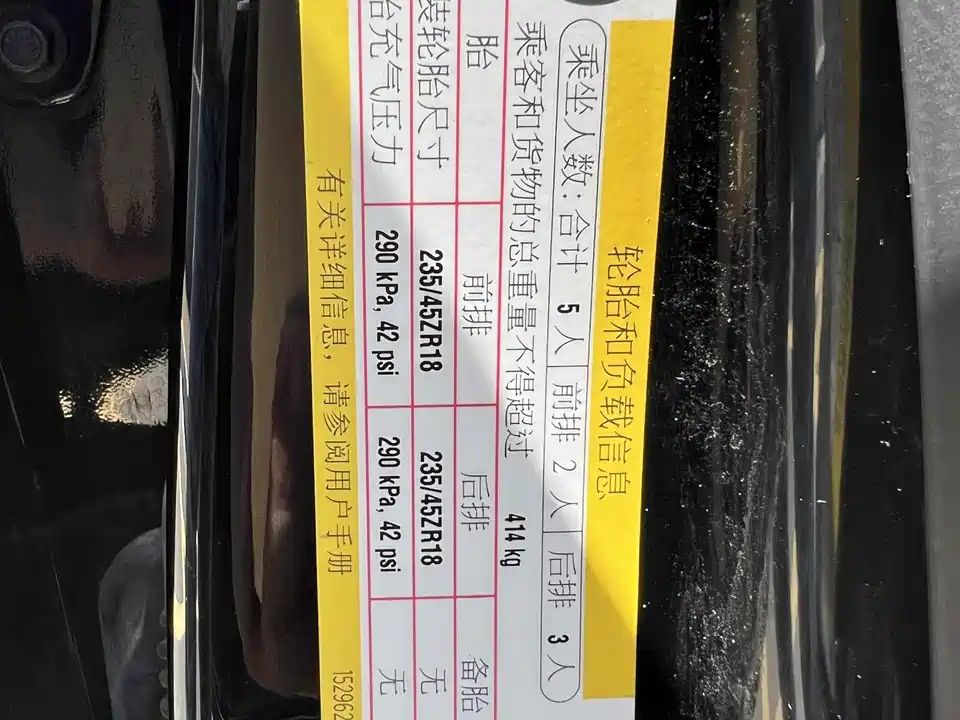 轮胎和负载信息
乘坐人数：合计 5 人 前排 2 人 后排 3 人
乘客和货物的总重量不得超过 414 kg
胎 前排 后排 备胎
装轮胎尺寸 235/45ZR18 235/45ZR18 无
胎充气压力 290 kPa, 42 psi 290 kPa, 42 psi 无
有关详细信息，请参阅用户手册 152962